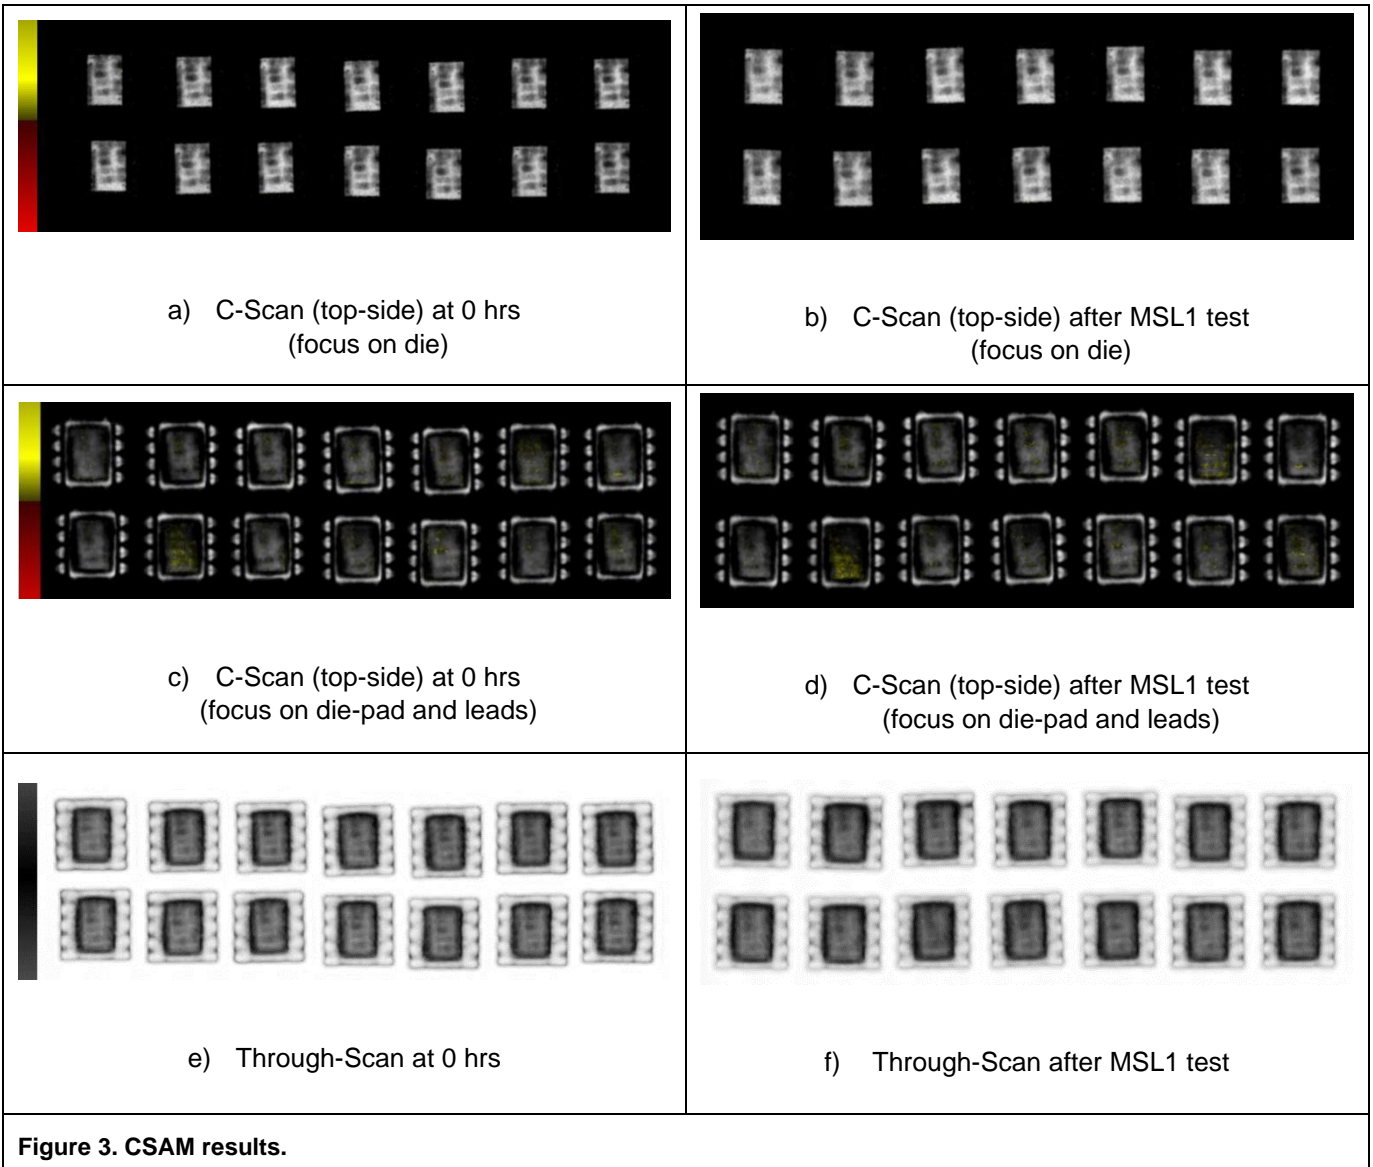 a) C-Scan (top-side) at 0 hrs
(focus on die)
b) C-Scan (top-side) after MSL1 test
(focus on die)
c) C-Scan (top-side) at 0 hrs
(focus on die-pad and leads)
d) C-Scan (top-side) after MSL1 test
(focus on die-pad and leads)
e) Through-Scan at 0 hrs
f) Through-Scan after MSL1 test
Figure 3. CSAM results.